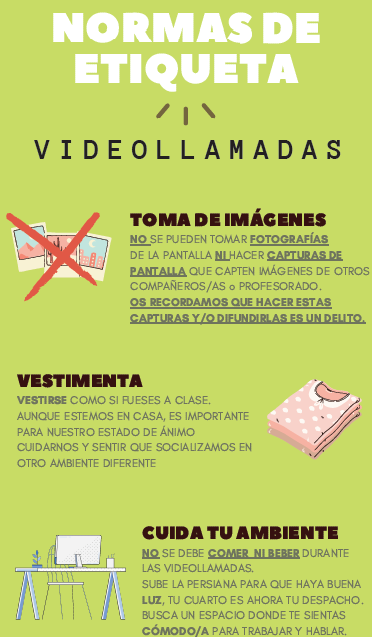 NORMAS DE
ETIQUETA
VIDEOLLAMADAS
TOMA DE IMÁGENES
NO SE PUEDEN TOMAR FOTOGRAFÍAS
DE LA PANTALLA NI HACER CAPTURAS DE
PANTALLA QUE CAPTEN IMÁGENES DE OTROS
COMPAÑEROS/AS o PROFESORADO.
OS RECORDAMOS QUE HACER ESTAS
CAPTURAS Y/O DIFUNDIRLAS ES UN DELITO.
VESTIMENTA
VESTIRSE COMO SI FUESES A CLASE.
AUNQUE ESTEMOS EN CASA, ES IMPORTANTE
PARA NUESTRO ESTADO DE ÁNIMO
CUIDARNOS Y SENTIR QUE SOCIALIZAMOS EN
OTRO AMBIENTE DIFERENTE
CUIDA TU AMBIENTE
NO SE DEBE COMER NI BEBER DURANTE
LAS VIDEOLLAMADAS.
SUBE LA PERSIANA PARA QUE HAYA BUENA
LUZ, TU CUARTO ES AHORA TU DESPACHO.
BUSCA UN ESPACIO DONDE TE SIENTAS
CÓMODO/A PARA TRABAJAR Y HABLAR.